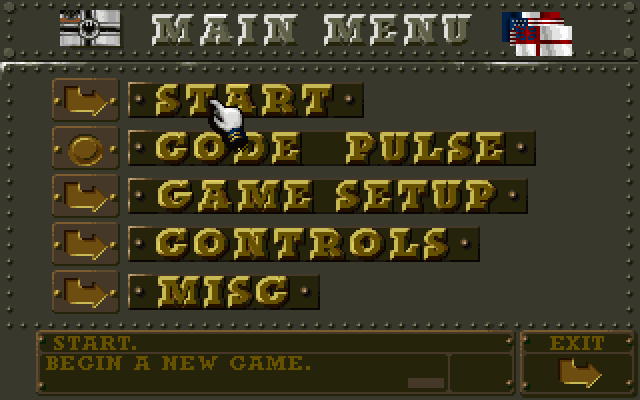 MAIN MENU
START
CODE PULSE
GAME SETUP
CONTROLS
MISC
START.
BEGIN A NEW GAME.
EXIT